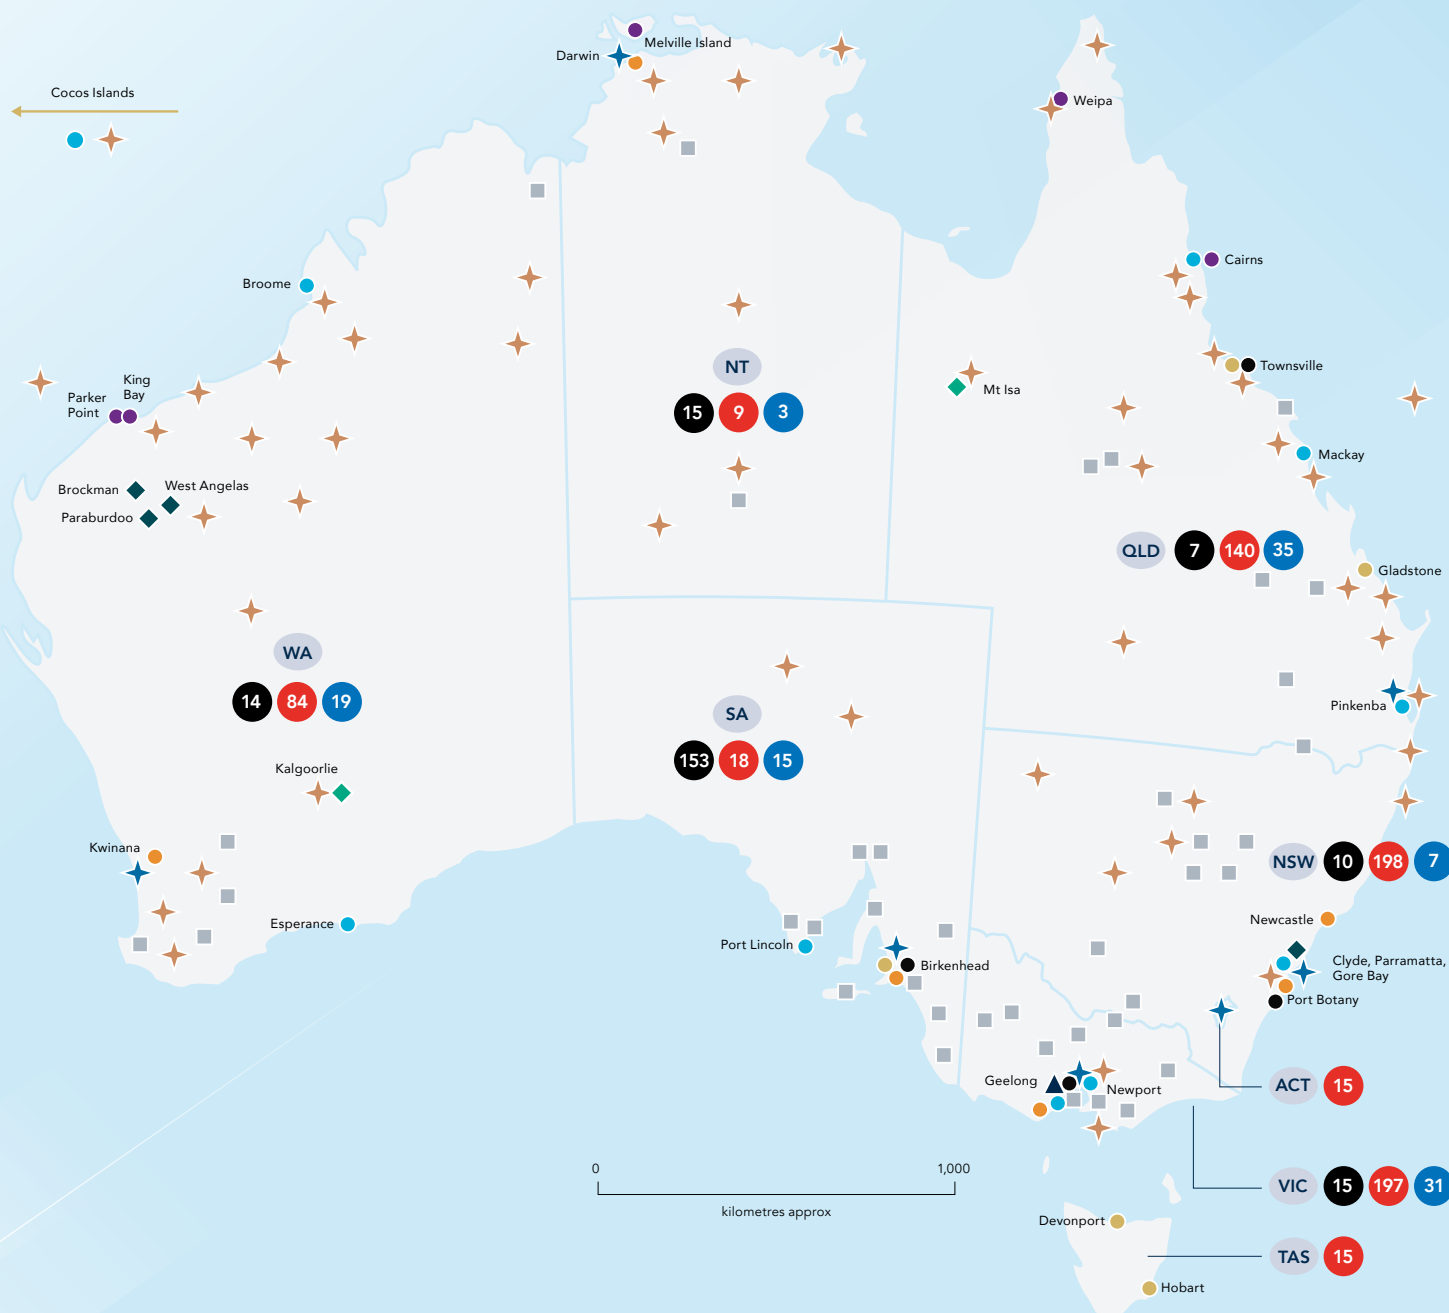 Melville Island
Darwin
Cocos Islands
Weipa
Broome
Cairns
King
Bay
Parker
Point
NT
15 9 3
Townsville
Mt Isa
Mackay
Brockman
West Angelas
Paraburdoo
QLD 7 140 35
Gladstone
WA
14 84 19
SA
153 18 15
Pinkenba
Kalgoorlie
Kwinana
NSW 10 198 7
Esperance
Newcastle
Port Lincoln
Birkenhead
Clyde, Parramatta,
Gore Bay
Port Botany
Geelong
Newport
ACT 15
0 1,000
kilometres approx
VIC 15 197 31
Devonport
TAS 15
Hobart